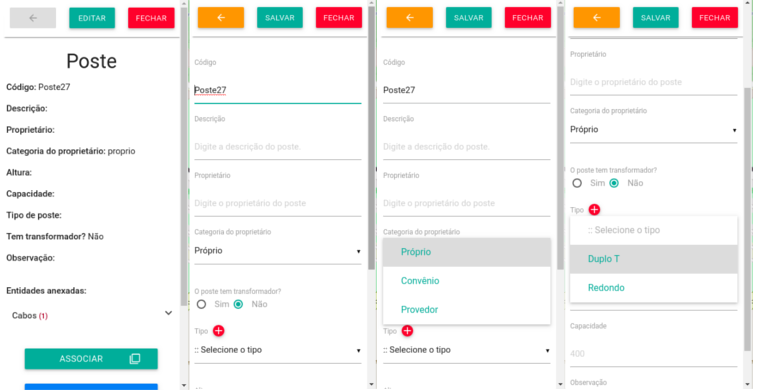 EDITAR
FECHAR
Poste
Código: Poste27
Descrição:
Proprietário:
Categoria do proprietário: proprio
Altura:
Capacidade:
Tipo de poste:
Tem transformador? Não
Observação:
Entidades anexadas:
Cabos (1)
ASSOCIAR
SALVAR
FECHAR
Código
Poste27
Descrição
Digite a descrição do poste.
Proprietário
Digite o proprietário do poste
Categoria do proprietário
Próprio
O poste tem transformador?
Sim Não
Tipo
:: Selecione o tipo
SALVAR
FECHAR
Código
Poste27
Descrição
Digite a descrição do poste.
Proprietário
Digite o proprietário do poste
Categoria do proprietário
Próprio
Convênio
Provedor
Tipo
:: Selecione o tipo
SALVAR
FECHAR
Proprietário
Digite o proprietário do poste
Categoria do proprietário
Próprio
O poste tem transformador?
Sim Não
Tipo
:: Selecione o tipo
Duplo T
Redondo
Capacidade
400
Observação